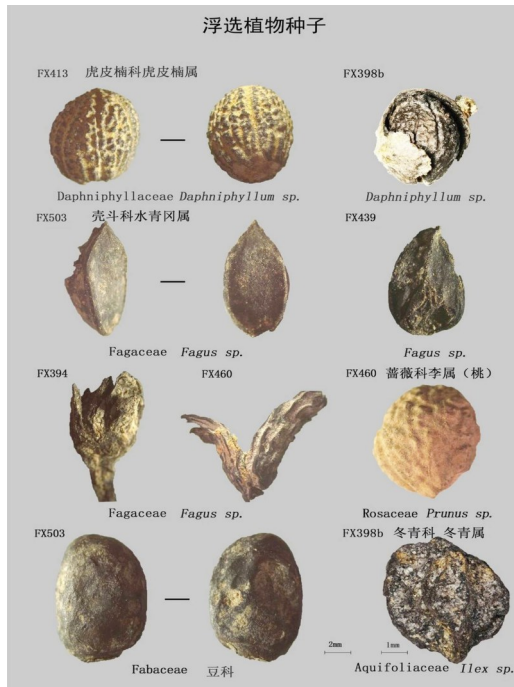 浮选植物种子
FX413 虎皮楠科虎皮楠属
FX398b
Daphniphyllaceae Daphniphyllum sp.
Daphniphyllum sp.
FX503 壳斗科水青冈属
FX439
Fagaceae Fagus sp.
Fagus sp.
FX394
FX460
FX460 蔷薇科李属（桃）
Fagaceae Fagus sp.
Rosaceae Prunus sp.
FX503
FX398b 冬青科 冬青属
2mm
1mm
Fabaceae 豆科
Aquifoliaceae Ilex sp.